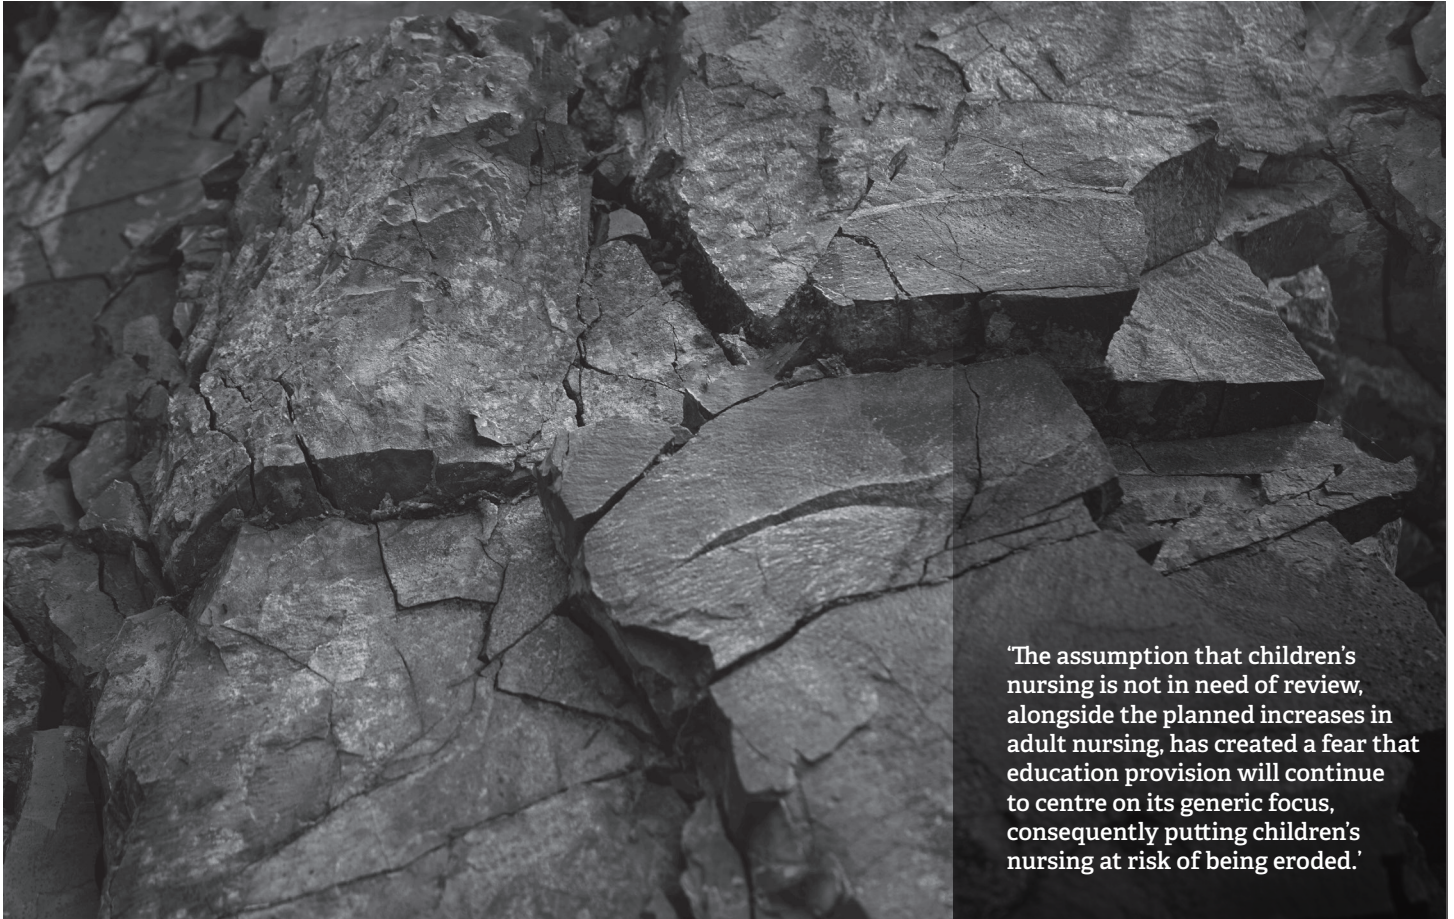 ‘The assumption that children’s
nursing is not in need of review,
alongside the planned increases in
adult nursing, has created a fear that
education provision will continue
to centre on its generic focus,
consequently putting children’s
nursing at risk of being eroded.’